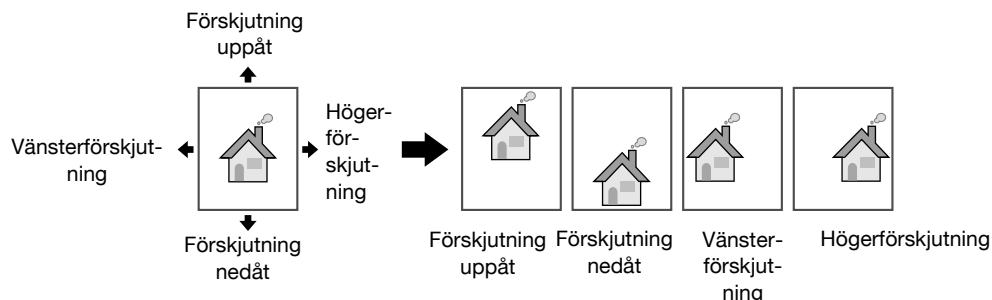 Förskjutning
uppåt
Vänsterförskjut-
ning
Höger-
för-
skjut-
ning
Förskjutning
nedåt
Förskjutning
uppåt
Förskjutning
nedåt
Vänster-
förskjut-
ning
Högerförskjutning